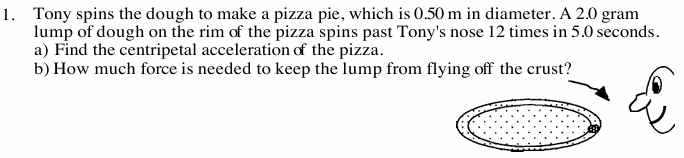 1. Tony spins the dough to make a pizza pie, which is 0.50 m in diameter. A 2.0 gram
lump of dough on the rim of the pizza spins past Tony's nose 12 times in 5.0 seconds.
a) Find the centripetal acceleration of the pizza.
b) How much force is needed to keep the lump from flying off the crust?